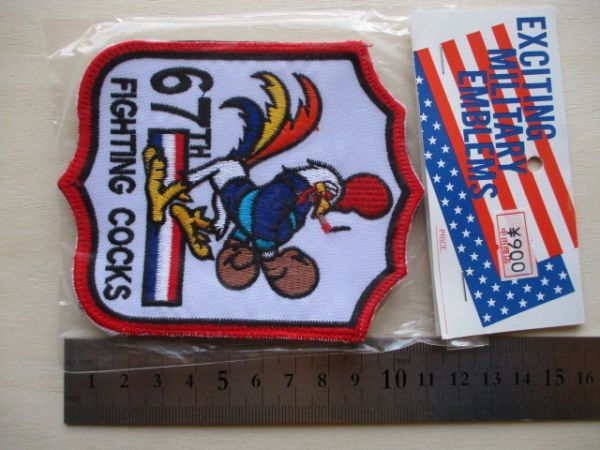 EXCITING
MILITARY
EMBLEMS
PRICE
¥900
67TH
FIGHTING COCKS
1 2 3 4 5 6 7 8 9 10 11 12 13 14 15 16